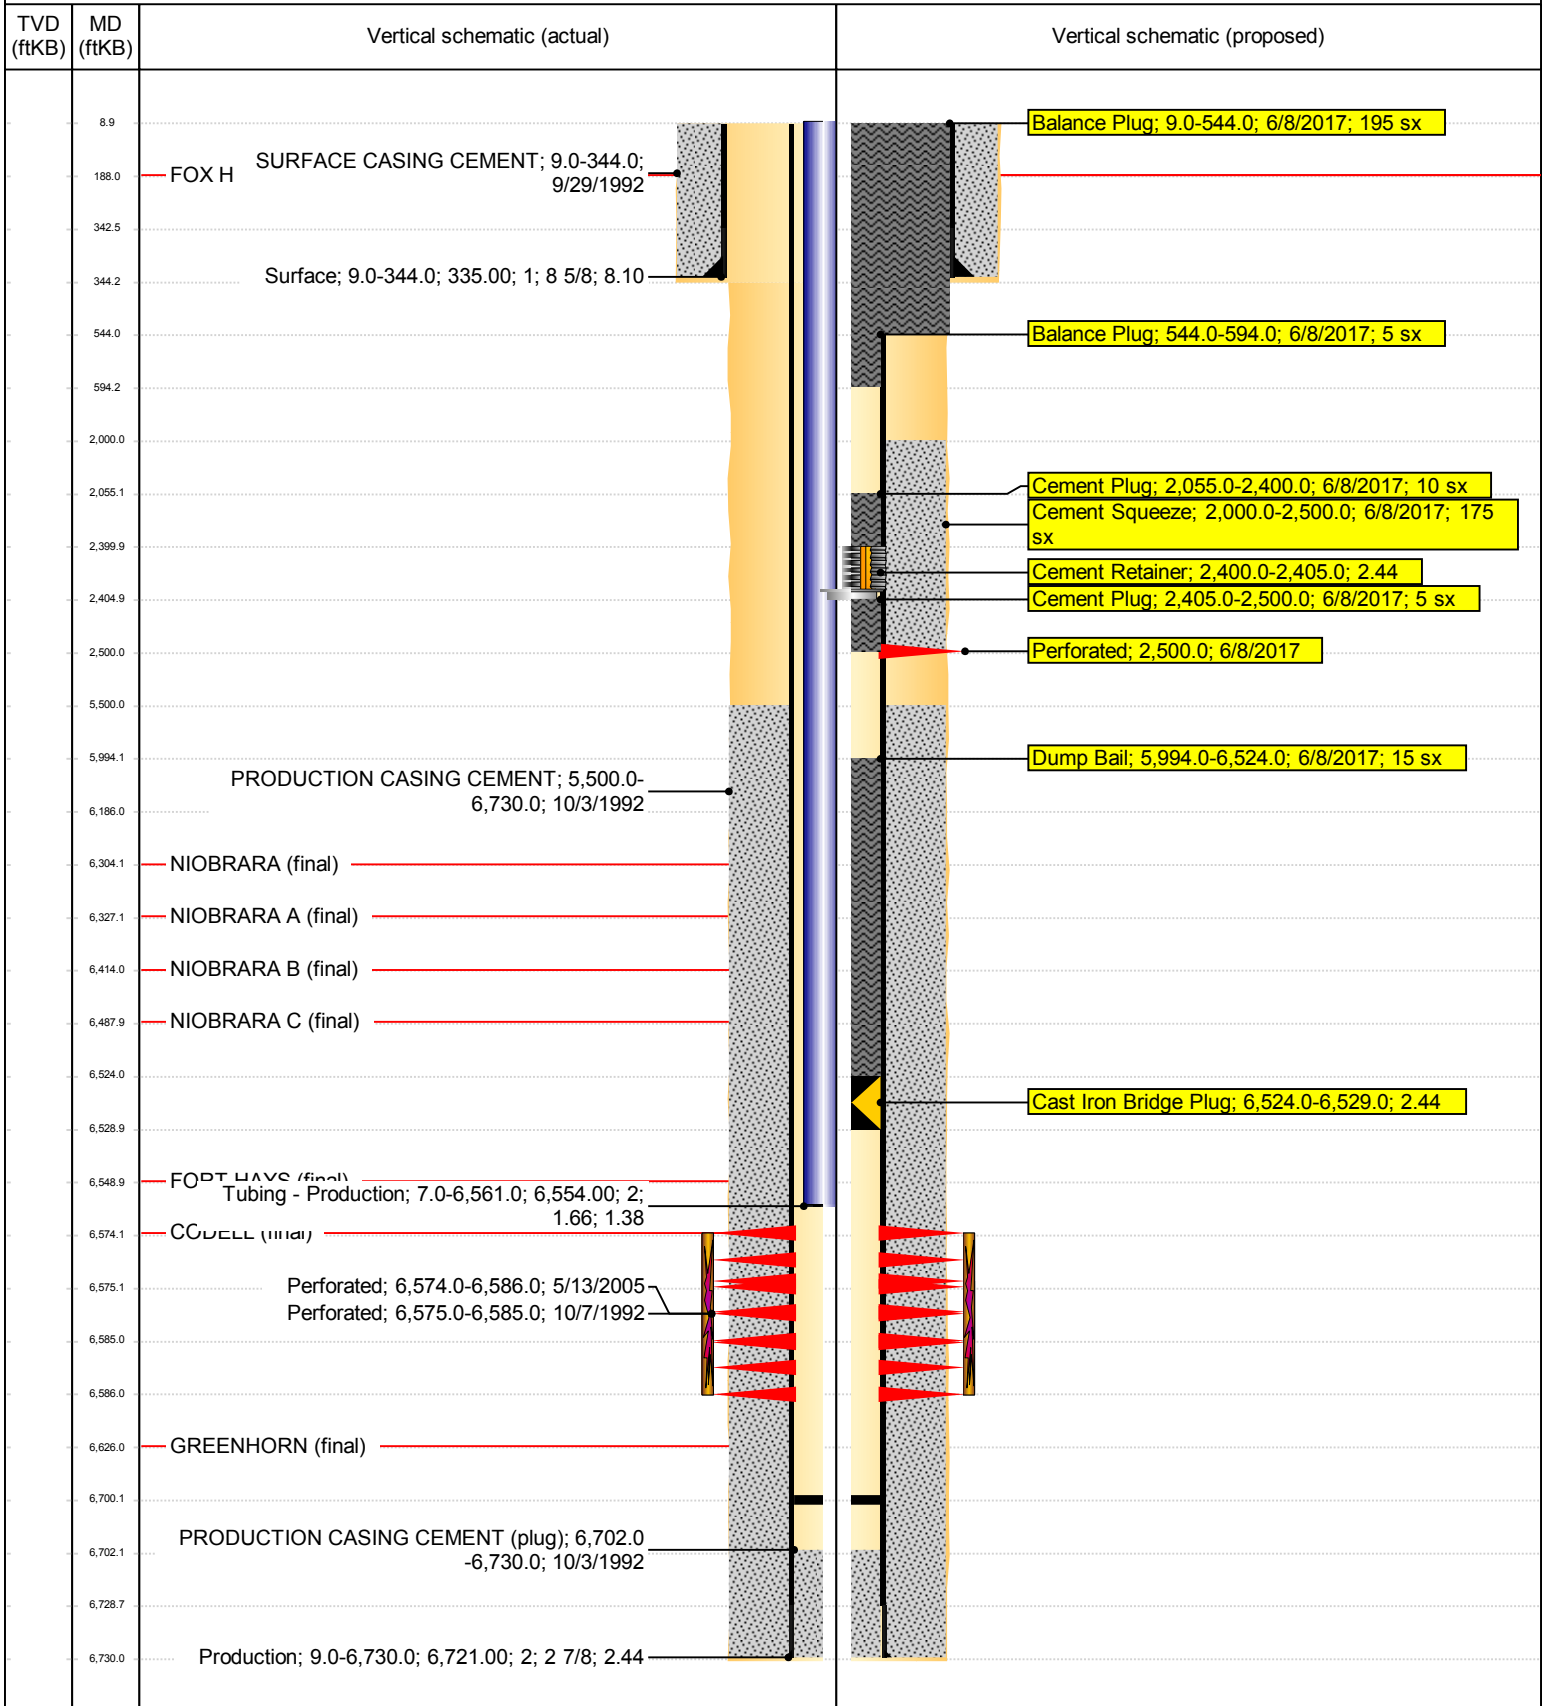 TVD (ftKB)
MD (ftKB)
Vertical schematic (actual)
Vertical schematic (proposed)
8.9
Balance Plug; 9.0-544.0; 6/8/2017; 195 sx
SURFACE CASING CEMENT; 9.0-344.0;
9/29/1992
188.0
FOX H
342.5
Surface; 9.0-344.0; 335.00; 1; 8 5/8; 8.10
344.2
544.0
Balance Plug; 544.0-594.0; 6/8/2017; 5 sx
594.2
2,000.0
Cement Plug; 2,055.0-2,400.0; 6/8/2017; 10 sx
2,055.1
Cement Squeeze; 2,000.0-2,500.0; 6/8/2017; 175
sx
2,399.9
Cement Retainer; 2,400.0-2,405.0; 2.44
2,404.9
Cement Plug; 2,405.0-2,500.0; 6/8/2017; 5 sx
2,500.0
Perforated; 2,500.0; 6/8/2017
5,500.0
5,994.1
Dump Bail; 5,994.0-6,524.0; 6/8/2017; 15 sx
PRODUCTION CASING CEMENT; 5,500.0-
6,730.0; 10/3/1992
6,186.0
6,304.1
NIOBRARA (final)
6,327.1
NIOBRARA A (final)
6,414.0
NIOBRARA B (final)
6,487.9
NIOBRARA C (final)
6,524.0
Cast Iron Bridge Plug; 6,524.0-6,529.0; 2.44
6,528.9
6,548.9
FORT HAYS (final)
Tubing - Production; 7.0-6,561.0; 6,554.00; 2;
1.66; 1.38
6,574.1
CODELL (final)
6,575.1
Perforated; 6,574.0-6,586.0; 5/13/2005
Perforated; 6,575.0-6,585.0; 10/7/1992
6,585.0
6,586.0
6,626.0
GREENHORN (final)
6,700.1
PRODUCTION CASING CEMENT (plug); 6,702.0
-6,730.0; 10/3/1992
6,702.1
6,728.7
6,730.0
Production; 9.0-6,730.0; 6,721.00; 2; 2 7/8; 2.44